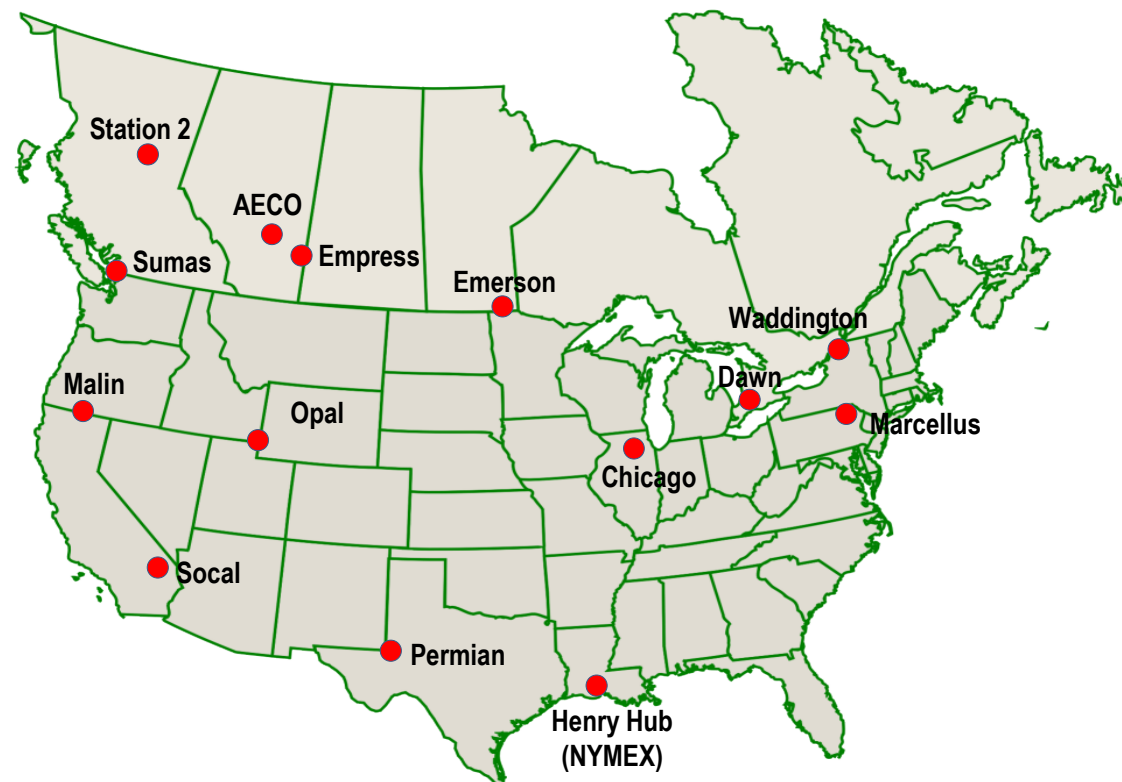 Station 2
AECO
Empress
Sumas
Emerson
Waddington
Malin
Dawn
Opal
Marcellus
Chicago
Socal
Permian
Henry Hub
(NYMEX)